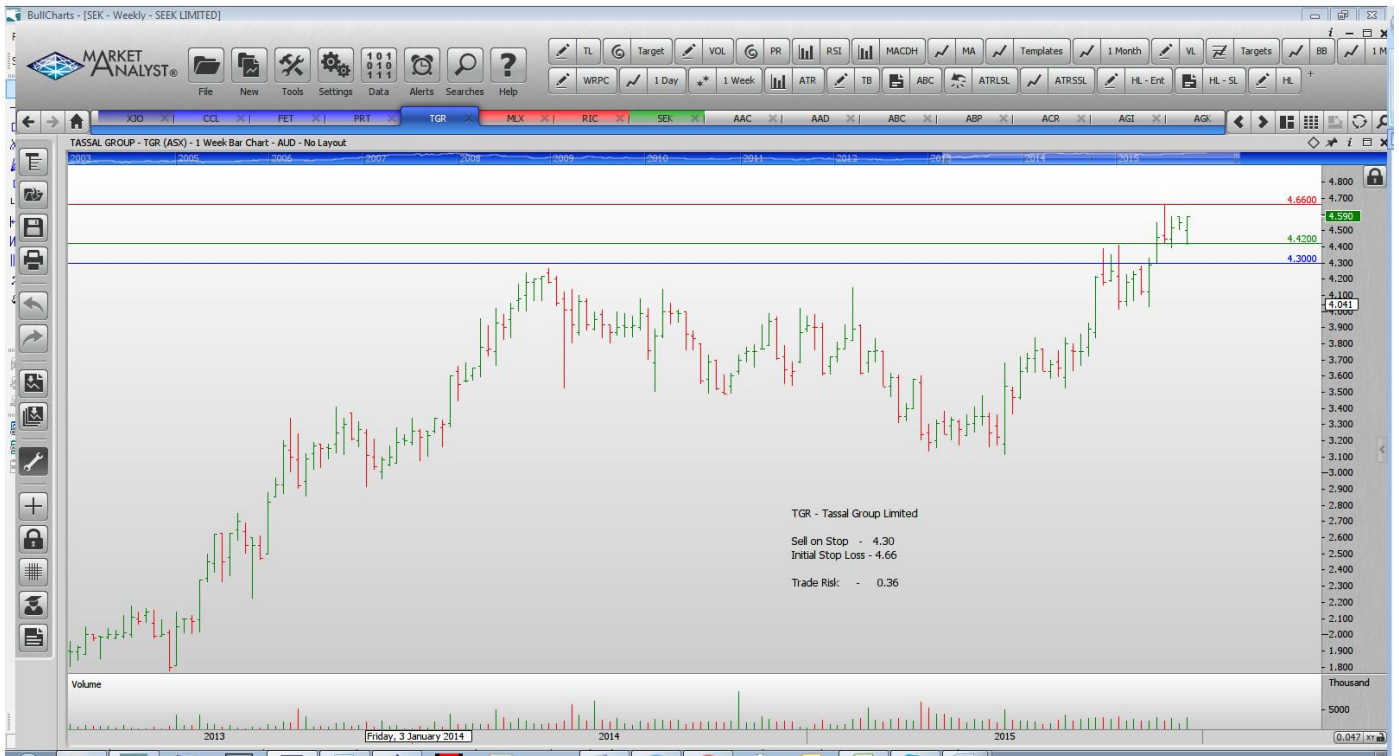 BullCharts - [SEK - Weekly - SEEK LIMITED]
MARKET ANALYST®
File New Tools Settings Data Alerts Searches Help
TL Target VOL PR RSI MACDH MA Templates 1 Month VL Targets BB 1 M
WRPC 1 Day 1 Week ATR TB ABC ATRLSL ATRSSL HL - Ent HL - SL HL
XJO CCL FET PRT TGR MLX RIC SEK AAC AAD ABC ABP ACR AGI AGK
TASSAL GROUP - TGR (ASX) - 1 Week Bar Chart - AUD - No Layout
2003 2005 2006 2007 2008 2009 2010 2011 2012 2013 2014 2015
4.6600
4.4200
4.3000
4.800
4.700
4.590
4.500
4.400
4.300
4.200
4.100
4.041
4.000
3.900
3.800
3.700
3.600
3.500
3.400
3.300
3.200
3.100
3.000
2.900
2.800
2.700
2.600
2.500
2.400
2.300
2.200
2.100
2.000
1.900
1.800
TGR - Tassal Group Limited
Sell on Stop - 4.30
Initial Stop Loss - 4.66
Trade Risk - 0.36
Volume
Thousand
5000
2013 Friday, 3 January 2014 2014 2015
0.047 XY